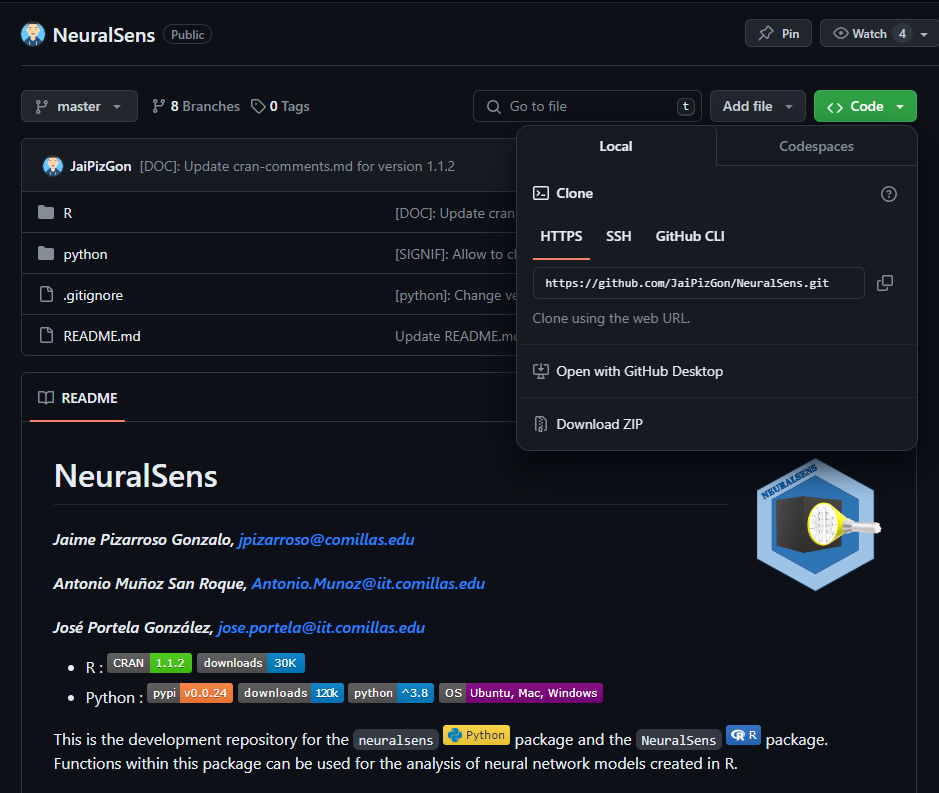 NeuralSens Public Pin Watch 4
master 8 Branches 0 Tags Go to file t Add file Code
Local Codespaces
JaiPizGon [DOC]: Update cran-comments.md for version 1.1.2
Clone
R [DOC]: Update cran
HTTPS SSH GitHub CLI
python [SIGNIF]: Allow to cl
https://github.com/JaiPizGon/NeuralSens.git
.gitignore [python]: Change ve
Clone using the web URL.
README.md Update README.md
Open with GitHub Desktop
README
Download ZIP
NeuralSens
NEURALSENS
Jaime Pizarroso Gonzalo, jpizarroso@comillas.edu
Antonio Muñoz San Roque, Antonio.Munoz@iit.comillas.edu
José Portela González, jose.portela@iit.comillas.edu
R : CRAN 1.1.2 downloads 30K
Python : pypi v0.0.24 downloads 120k python ^3.8 OS Ubuntu, Mac, Windows
This is the development repository for the neuralsens Python package and the NeuralSens R package.
Functions within this package can be used for the analysis of neural network models created in R.